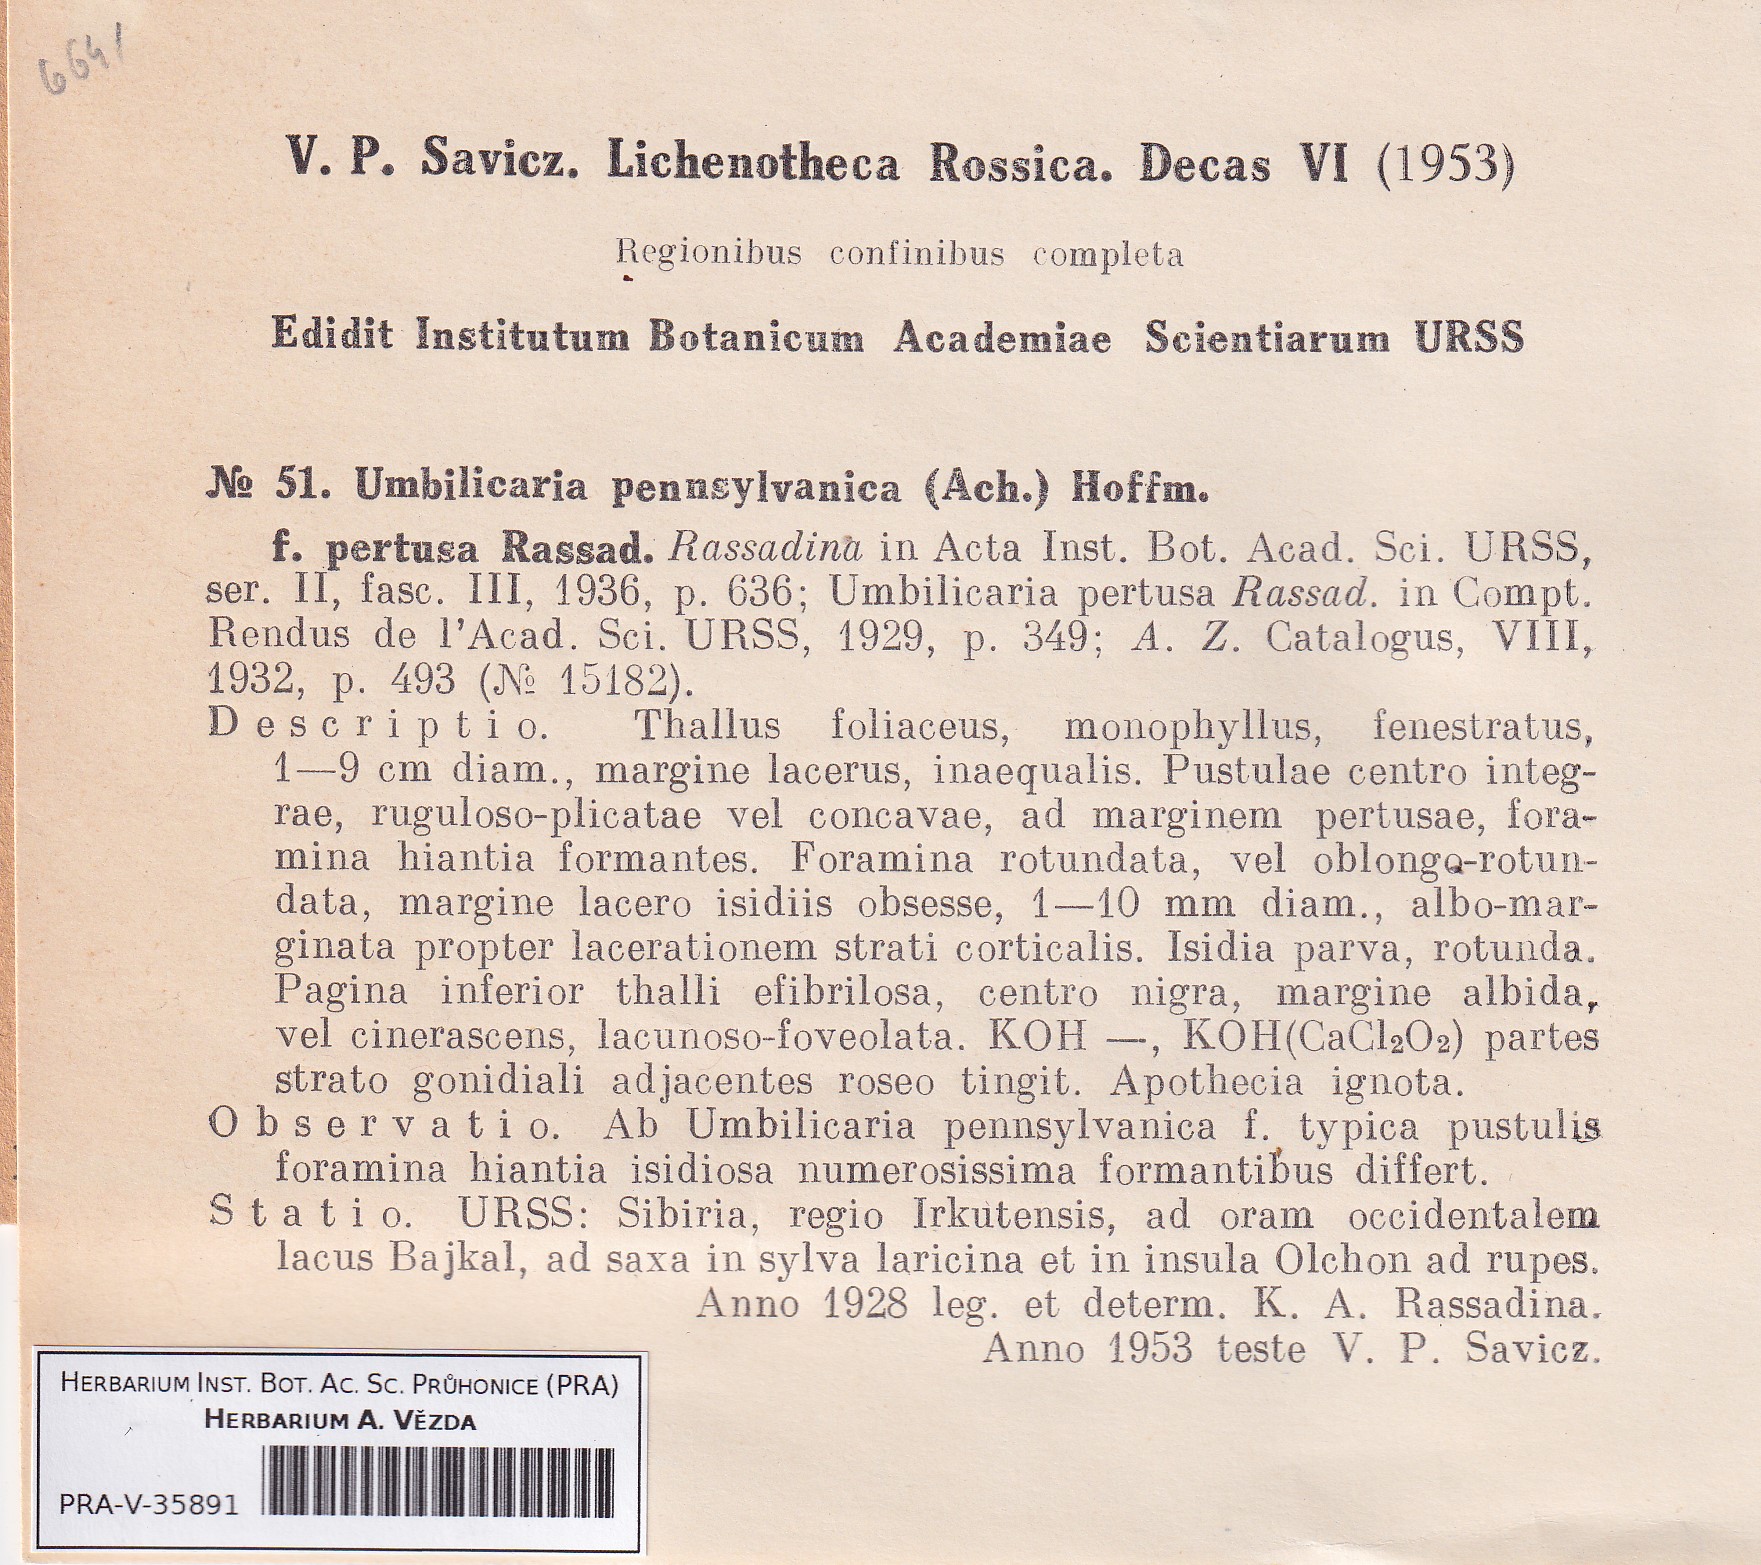 6641
V. P. Savicz. Lichenotheca Rossica. Decas VI (1953)
Regionibus confinibus completa
Edidit Institutum Botanicum Academiae Scientiarum URSS
№ 51. Umbilicaria pennsylvanica (Ach.) Hoffm.
f. pertusa Rassad. Rassadina in Acta Inst. Bot. Acad. Sci. URSS,
ser. II, fasc. III, 1936, p. 636; Umbilicaria pertusa Rassad. in Compt.
Rendus de l'Acad. Sci. URSS, 1929, p. 349; A. Z. Catalogus, VIII,
1932, p. 493 (№ 15182).
Descriptio. Thallus foliaceus, monophyllus, fenestratus,
1—9 cm diam., margine lacerus, inaequalis. Pustulae centro integ-
rae, ruguloso-plicatae vel concavae, ad marginem pertusae, fora-
mina hiantia formantes. Foramina rotundata, vel oblongo-rotun-
data, margine lacero isidiis obsesse, 1—10 mm diam., albo-mar-
ginata propter lacerationem strati corticalis. Isidia parva, rotunda.
Pagina inferior thalli efibrilosa, centro nigra, margine albida,
vel cinerascens, lacunoso-foveolata. KOH —, KOH(CaCl₂O₂) partes
strato gonidiali adjacentes roseo tingit. Apothecia ignota.
Observatio. Ab Umbilicaria pennsylvanica f. typica pustulis
foramina hiantia isidiosa numerosissima formantibus differt.
Statio. URSS: Sibiria, regio Irkutensis, ad oram occidentalem
lacus Bajkal, ad saxa in sylva laricina et in insula Olchon ad rupes.
Anno 1928 leg. et determ. K. A. Rassadina.
Anno 1953 teste V. P. Savicz.
HERBARIUM INST. BOT. AC. SC. PRŮHONICE (PRA)
HERBARIUM A. VĚZDA
PRA-V-35891